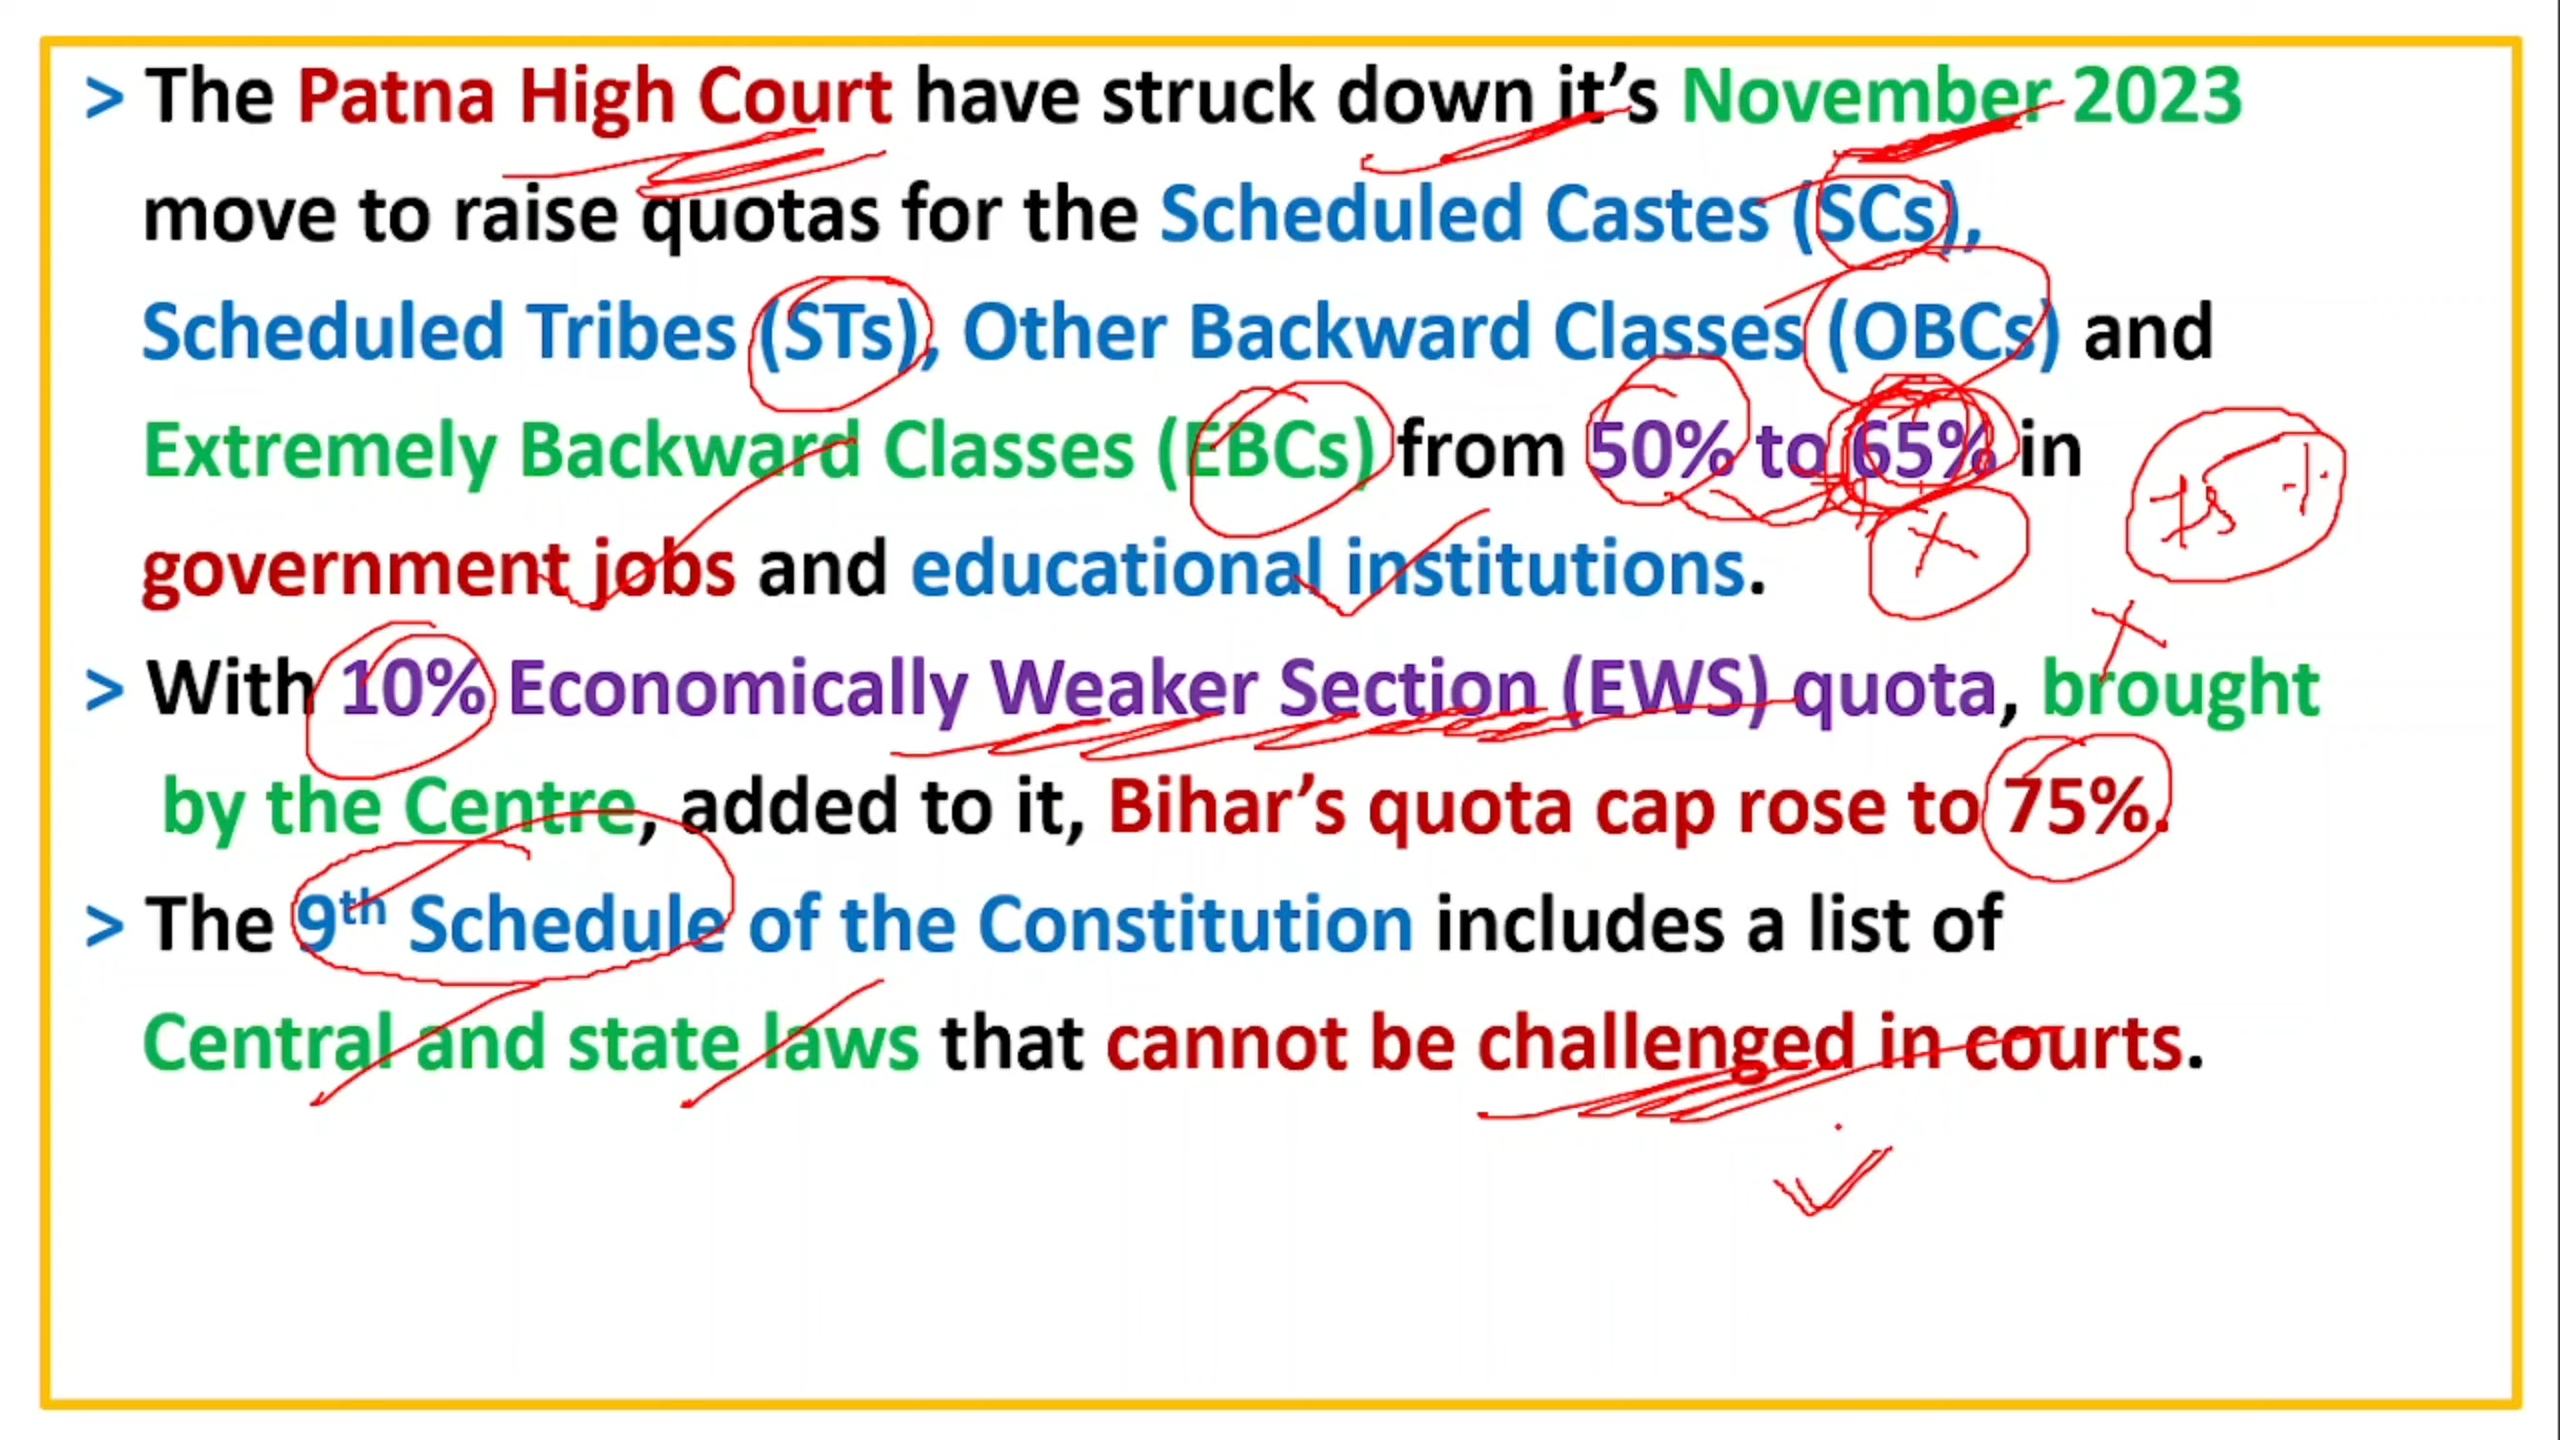 > The Patna High Court have struck down it’s November 2023
move to raise quotas for the Scheduled Castes (SCs),
Scheduled Tribes (STs), Other Backward Classes (OBCs) and
Extremely Backward Classes (EBCs) from 50% to 65% in
government jobs and educational institutions.
> With 10% Economically Weaker Section (EWS) quota, brought
by the Centre, added to it, Bihar’s quota cap rose to 75%.
> The 9th Schedule of the Constitution includes a list of
Central and state laws that cannot be challenged in courts.